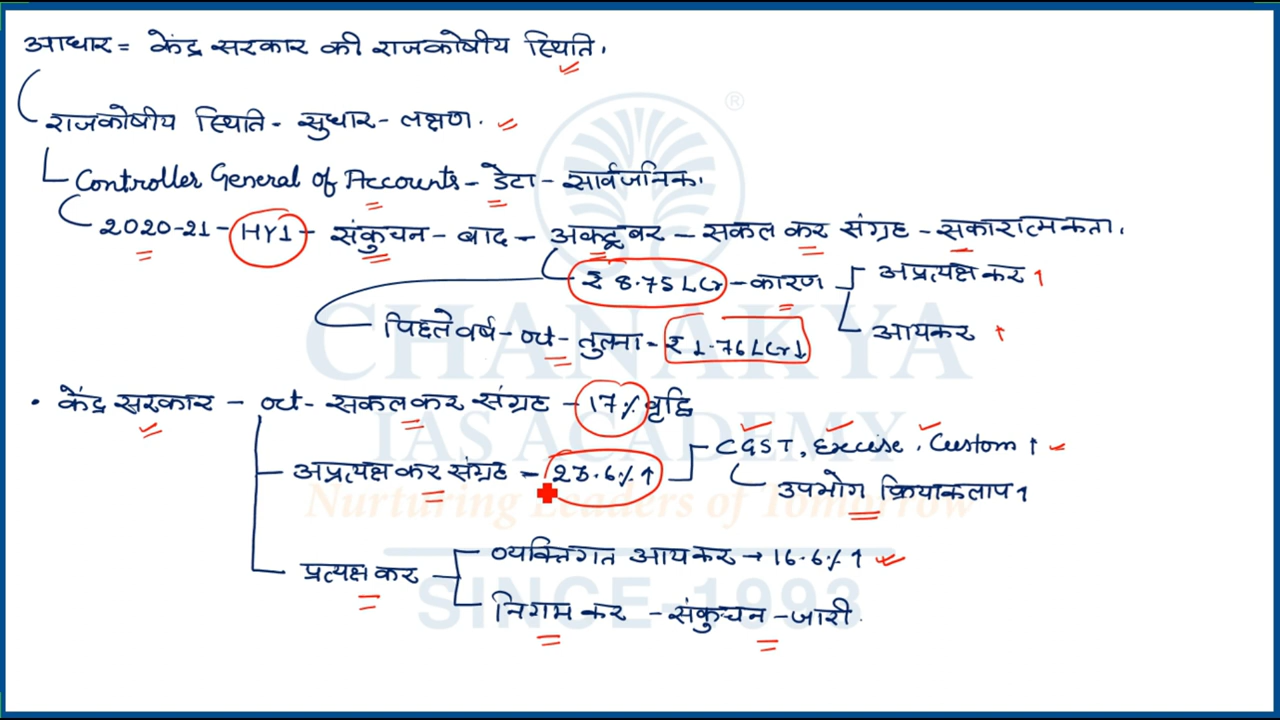 आधार = केंद्र सरकार की राजकोषीय स्थिति.
राजकोषीय स्थिति - सुधार - लक्षण.
Controller General of Accounts - डेटा - सार्वजनिक.
2020-21 - HY1 - संकुचन - बाद - अक्टूबर - सकल कर संग्रह - सकारात्मकता.
₹ 8.75 LCr - कारण
अप्रत्यक्ष कर ↑
आयकर ↑
पिछले वर्ष - oct - तुलना - ₹ 1.76 LCr↓
• केंद्र सरकार - oct - सकल कर संग्रह - 17% वृद्धि
अप्रत्यक्ष कर संग्रह - 23.6% ↑
CGST, Excise, Custom ↑
उपभोग क्रियाकलाप ↑
प्रत्यक्ष कर
व्यक्तिगत आयकर → 16.6% ↑
निगम कर - संकुचन - जारी.
CHANAKYA
IAS ACADEMY
Nurturing Leaders of Tomorrow
SINCE-1993
®